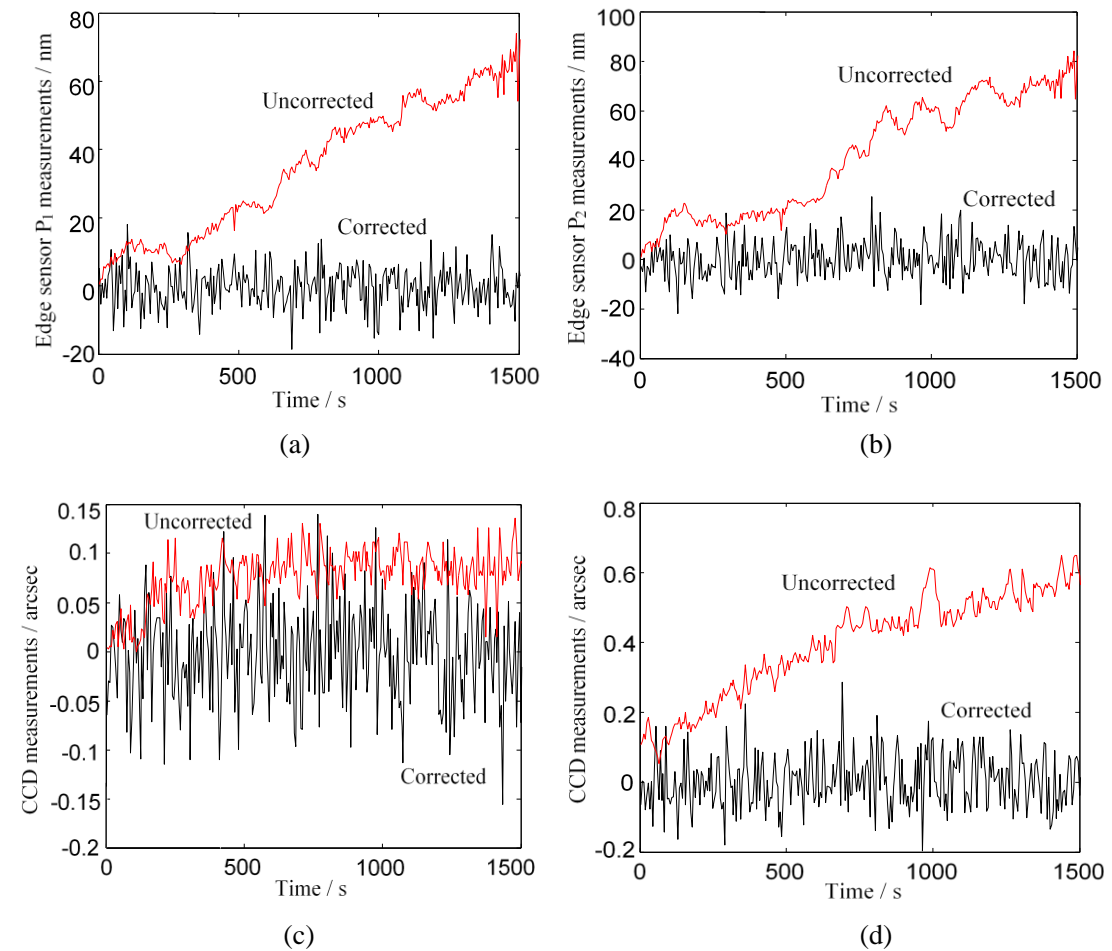 80
60
40
20
0
-20
Edge sensor P₁ measurements / nm
Uncorrected
Corrected
0 500 1000 1500
Time / s
(a)
100
80
60
40
20
0
-20
-40
Edge sensor P₂ measurements / nm
Uncorrected
Corrected
0 500 1000 1500
Time / s
(b)
0.15
0.1
0.05
0
-0.05
-0.1
-0.15
-0.2
CCD measurements / arcsec
Uncorrected
Corrected
0 500 1000 1500
Time / s
(c)
0.8
0.6
0.4
0.2
0
-0.2
CCD measurements / arcsec
Uncorrected
Corrected
0 500 1000 1500
Time / s
(d)